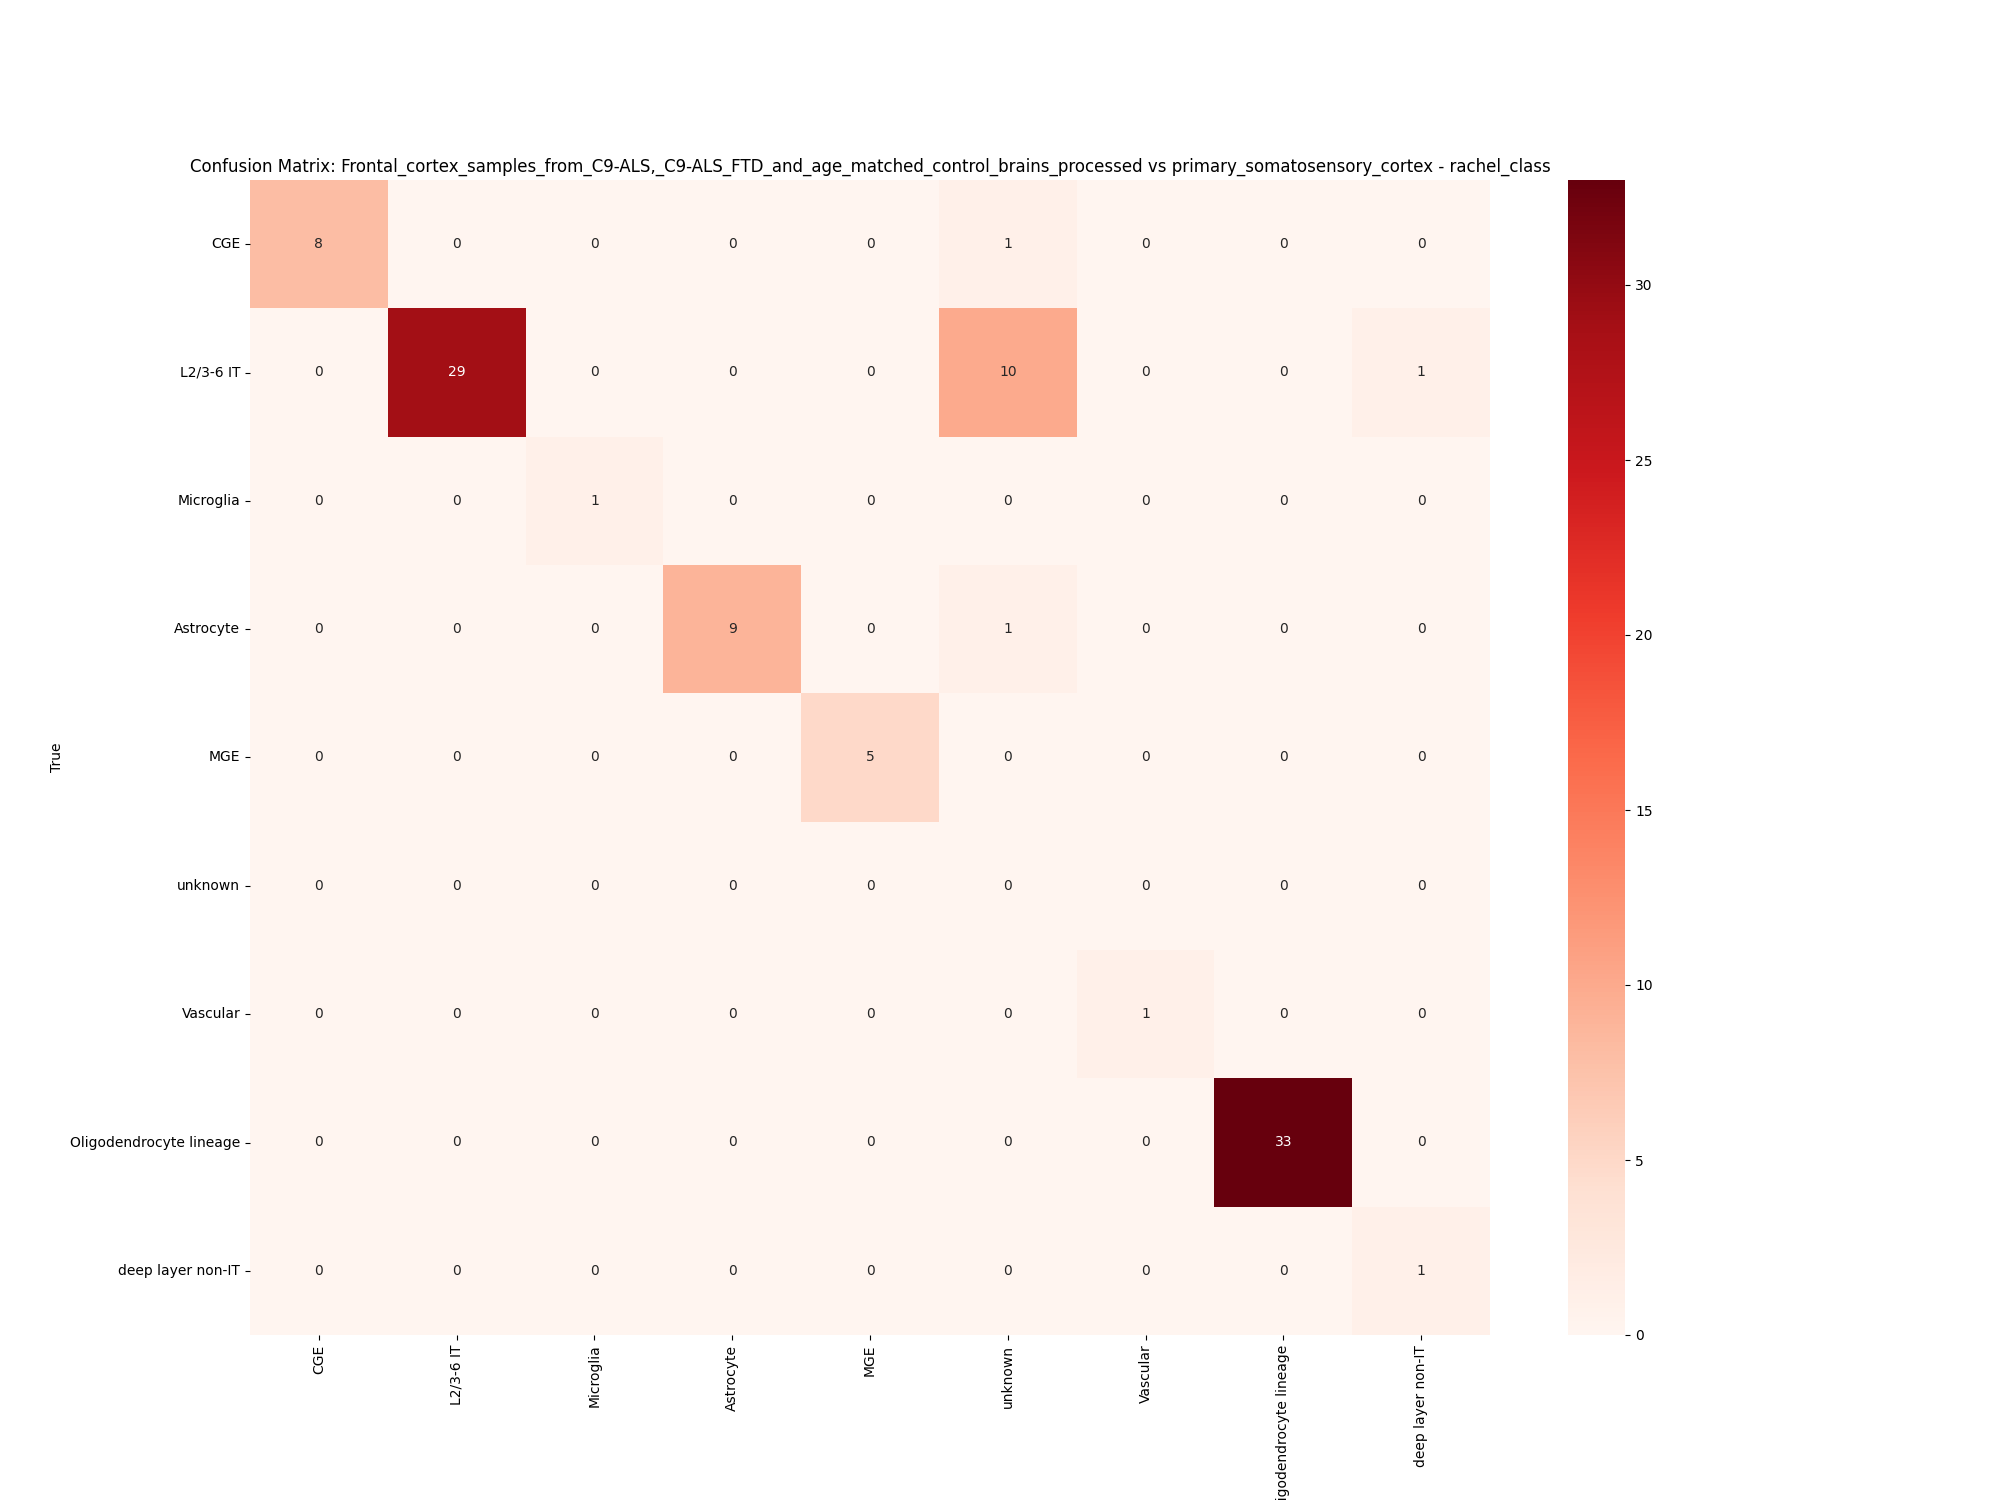 Confusion Matrix: Frontal_cortex_samples_from_C9-ALS,_C9-ALS_FTD_and_age_matched_control_brains_processed vs primary_somatosensory_cortex - rachel_class
True
CGE 8 0 0 0 0 1 0 0 0
L2/3-6 IT 0 29 0 0 0 10 0 0 1
Microglia 0 0 1 0 0 0 0 0 0
Astrocyte 0 0 0 9 0 1 0 0 0
MGE 0 0 0 0 5 0 0 0 0
unknown 0 0 0 0 0 0 0 0 0
Vascular 0 0 0 0 0 0 1 0 0
Oligodendrocyte lineage 0 0 0 0 0 0 0 33 0
deep layer non-IT 0 0 0 0 0 0 0 0 1
CGE
L2/3-6 IT
Microglia
Astrocyte
MGE
unknown
Vascular
igodendrocyte lineage
deep layer non-IT
30
25
20
15
10
5
0